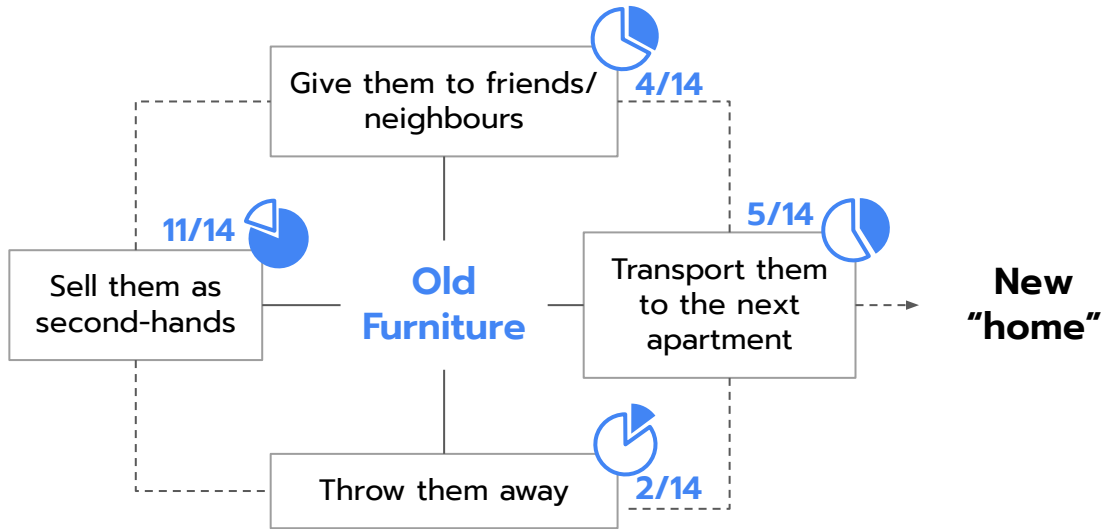 Give them to friends/
neighbours
4/14
11/14
Sell them as
second-hands
Old
Furniture
5/14
Transport them
to the next
apartment
New
“home”
Throw them away
2/14